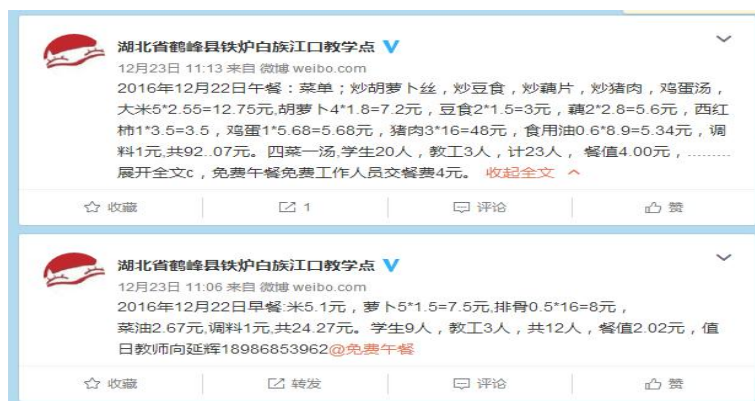 湖北省鹤峰县铁炉白族江口教学点
12月23日 11:13 来自 微博 weibo.com
2016年12月22日午餐：菜单；炒胡萝卜丝，炒豆食，炒藕片，炒猪肉，鸡蛋汤，
大米5*2.55=12.75元,胡萝卜4*1.8=7.2元，豆食2*1.5=3元，藕2*2.8=5.6元，西红
柿1*3.5=3.5，鸡蛋1*5.68=5.68元，猪肉3*16=48元，食用油0.6*8.9=5.34元，调
料1元,共92..07元。四菜一汤,学生20人，教工3人，计23人， 餐值4.00元，.........
展开全文c，免费午餐免费工作人员交餐费4元。 收起全文
收藏 1 评论 赞
湖北省鹤峰县铁炉白族江口教学点
12月23日 11:06 来自 微博 weibo.com
2016年12月22日早餐:米5.1元，萝卜5*1.5=7.5元,排骨0.5*16=8元，
菜油2.67元,调料1元,共24.27元。学生9人，教工3人，共12人，餐值2.02元，值
日教师向延辉18986853962@免费午餐
收藏 转发 评论 赞